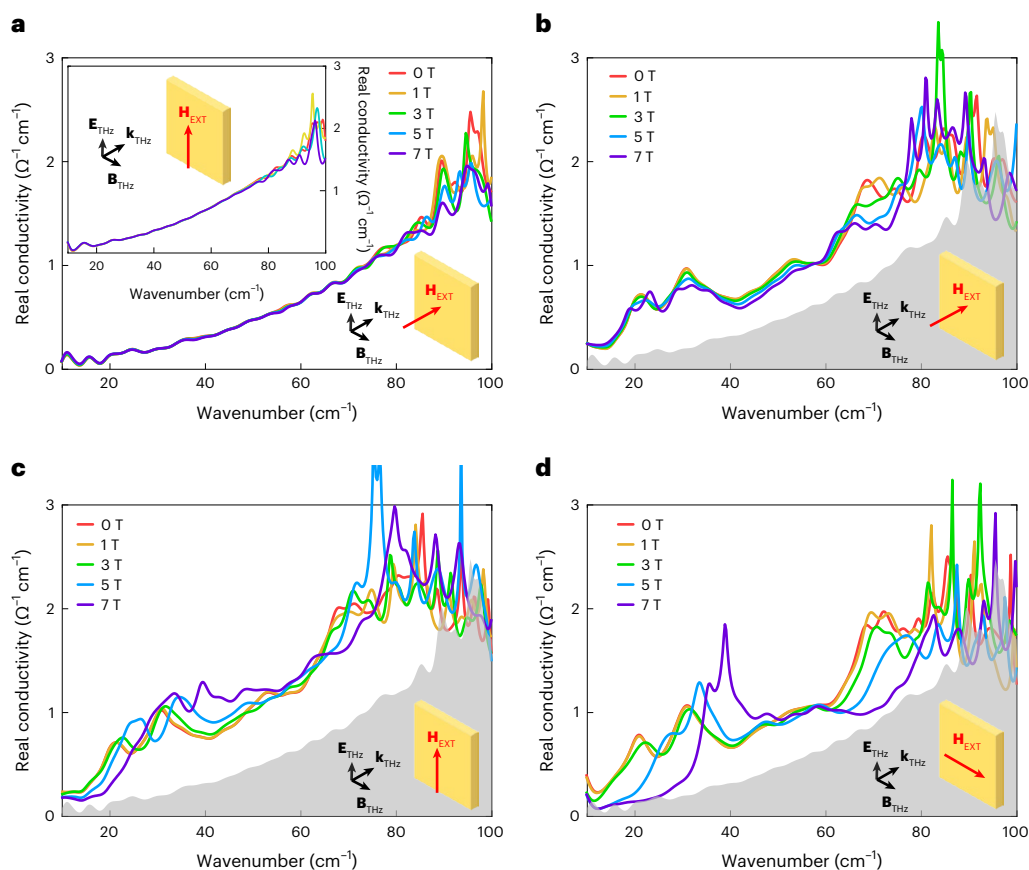 a
3
2
1
0
Real conductivity (Ω⁻¹ cm⁻¹)
20
40
60
80
100
Wavenumber (cm⁻¹)
0 T
1 T
3 T
5 T
7 T
E_THz
k_THz
B_THz
H_EXT
3
2
1
Real conductivity (Ω⁻¹ cm⁻¹)
20
40
60
80
100
Wavenumber (cm⁻¹)
E_THz
k_THz
B_THz
H_EXT
b
3
2
1
0
Real conductivity (Ω⁻¹ cm⁻¹)
20
40
60
80
100
Wavenumber (cm⁻¹)
0 T
1 T
3 T
5 T
7 T
E_THz
k_THz
B_THz
H_EXT
c
3
2
1
0
Real conductivity (Ω⁻¹ cm⁻¹)
20
40
60
80
100
Wavenumber (cm⁻¹)
0 T
1 T
3 T
5 T
7 T
E_THz
k_THz
B_THz
H_EXT
d
3
2
1
0
Real conductivity (Ω⁻¹ cm⁻¹)
20
40
60
80
100
Wavenumber (cm⁻¹)
0 T
1 T
3 T
5 T
7 T
E_THz
k_THz
B_THz
H_EXT